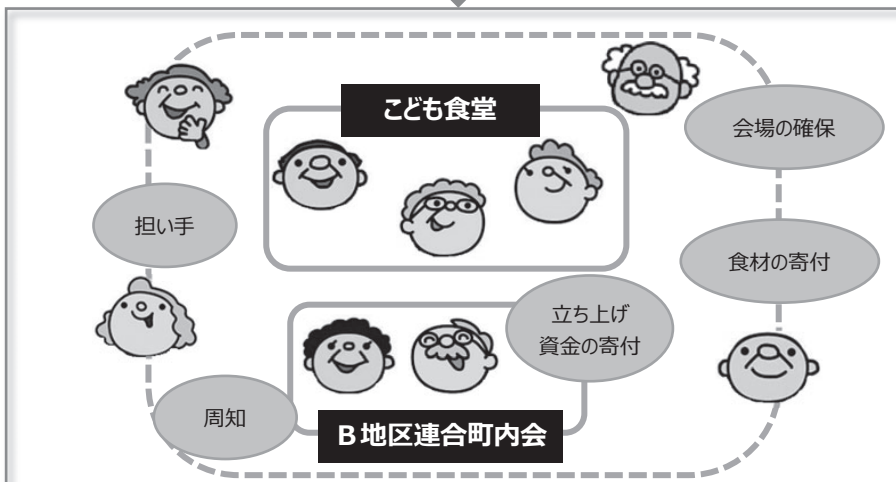 こども食堂
会場の確保
担い手
食材の寄付
立ち上げ
資金の寄付
周知
B地区連合町内会